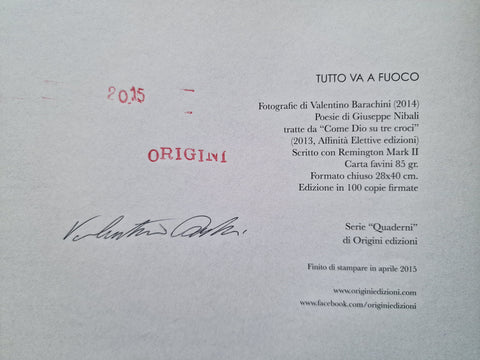 TUTTO VA A FUOCO
2015
Fotografie di Valentino Barachini (2014)
Poesie di Giuseppe Nibali
tratte da "Come Dio su tre croci"
(2013, Affinità Elettive edizioni)
Scritto con Remington Mark II
Carta favini 85 gr.
Formato chiuso 28x40 cm.
Edizione in 100 copie firmate
ORIGINI
Serie "Quaderni"
di Origini edizioni
Finito di stampare in aprile 2015
www.originiedizioni.com
www.facebook.com/originiedizioni